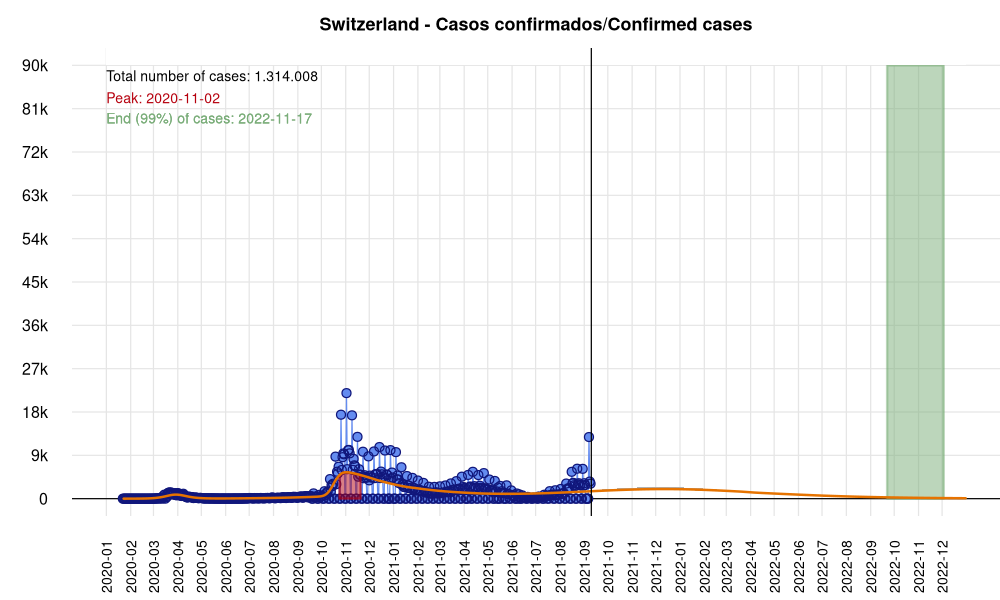 Switzerland - Casos confirmados/Confirmed cases
Total number of cases: 1.314.008
Peak: 2020-11-02
End (99%) of cases: 2022-11-17
90k
81k
72k
63k
54k
45k
36k
27k
18k
9k
0
2020-01
2020-02
2020-03
2020-04
2020-05
2020-06
2020-07
2020-08
2020-09
2020-10
2020-11
2020-12
2021-01
2021-02
2021-03
2021-04
2021-05
2021-06
2021-07
2021-08
2021-09
2021-10
2021-11
2021-12
2022-01
2022-02
2022-03
2022-04
2022-05
2022-06
2022-07
2022-08
2022-09
2022-10
2022-11
2022-12